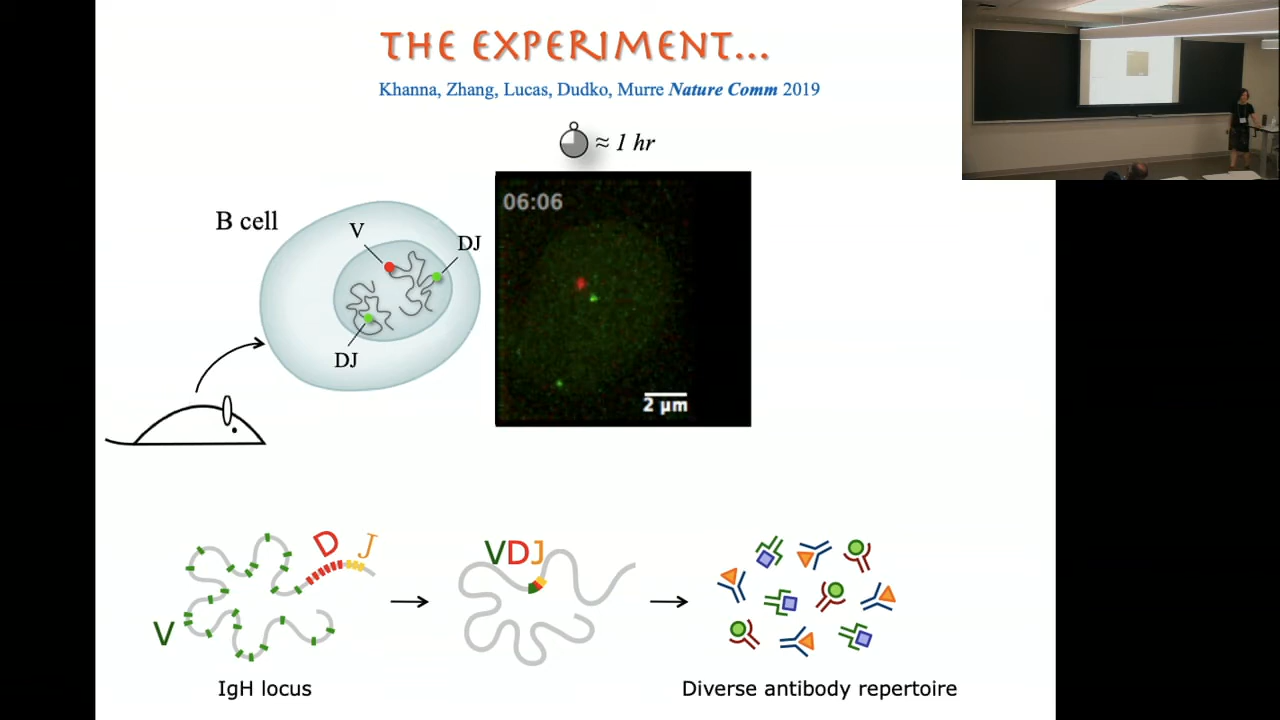 THE EXPERIMENT...
Khanna, Zhang, Lucas, Dudko, Murre Nature Comm 2019
≈ 1 hr
06:06
B cell
V
DJ
DJ
2 μm
D J
V
VDJ
IgH locus
Diverse antibody repertoire